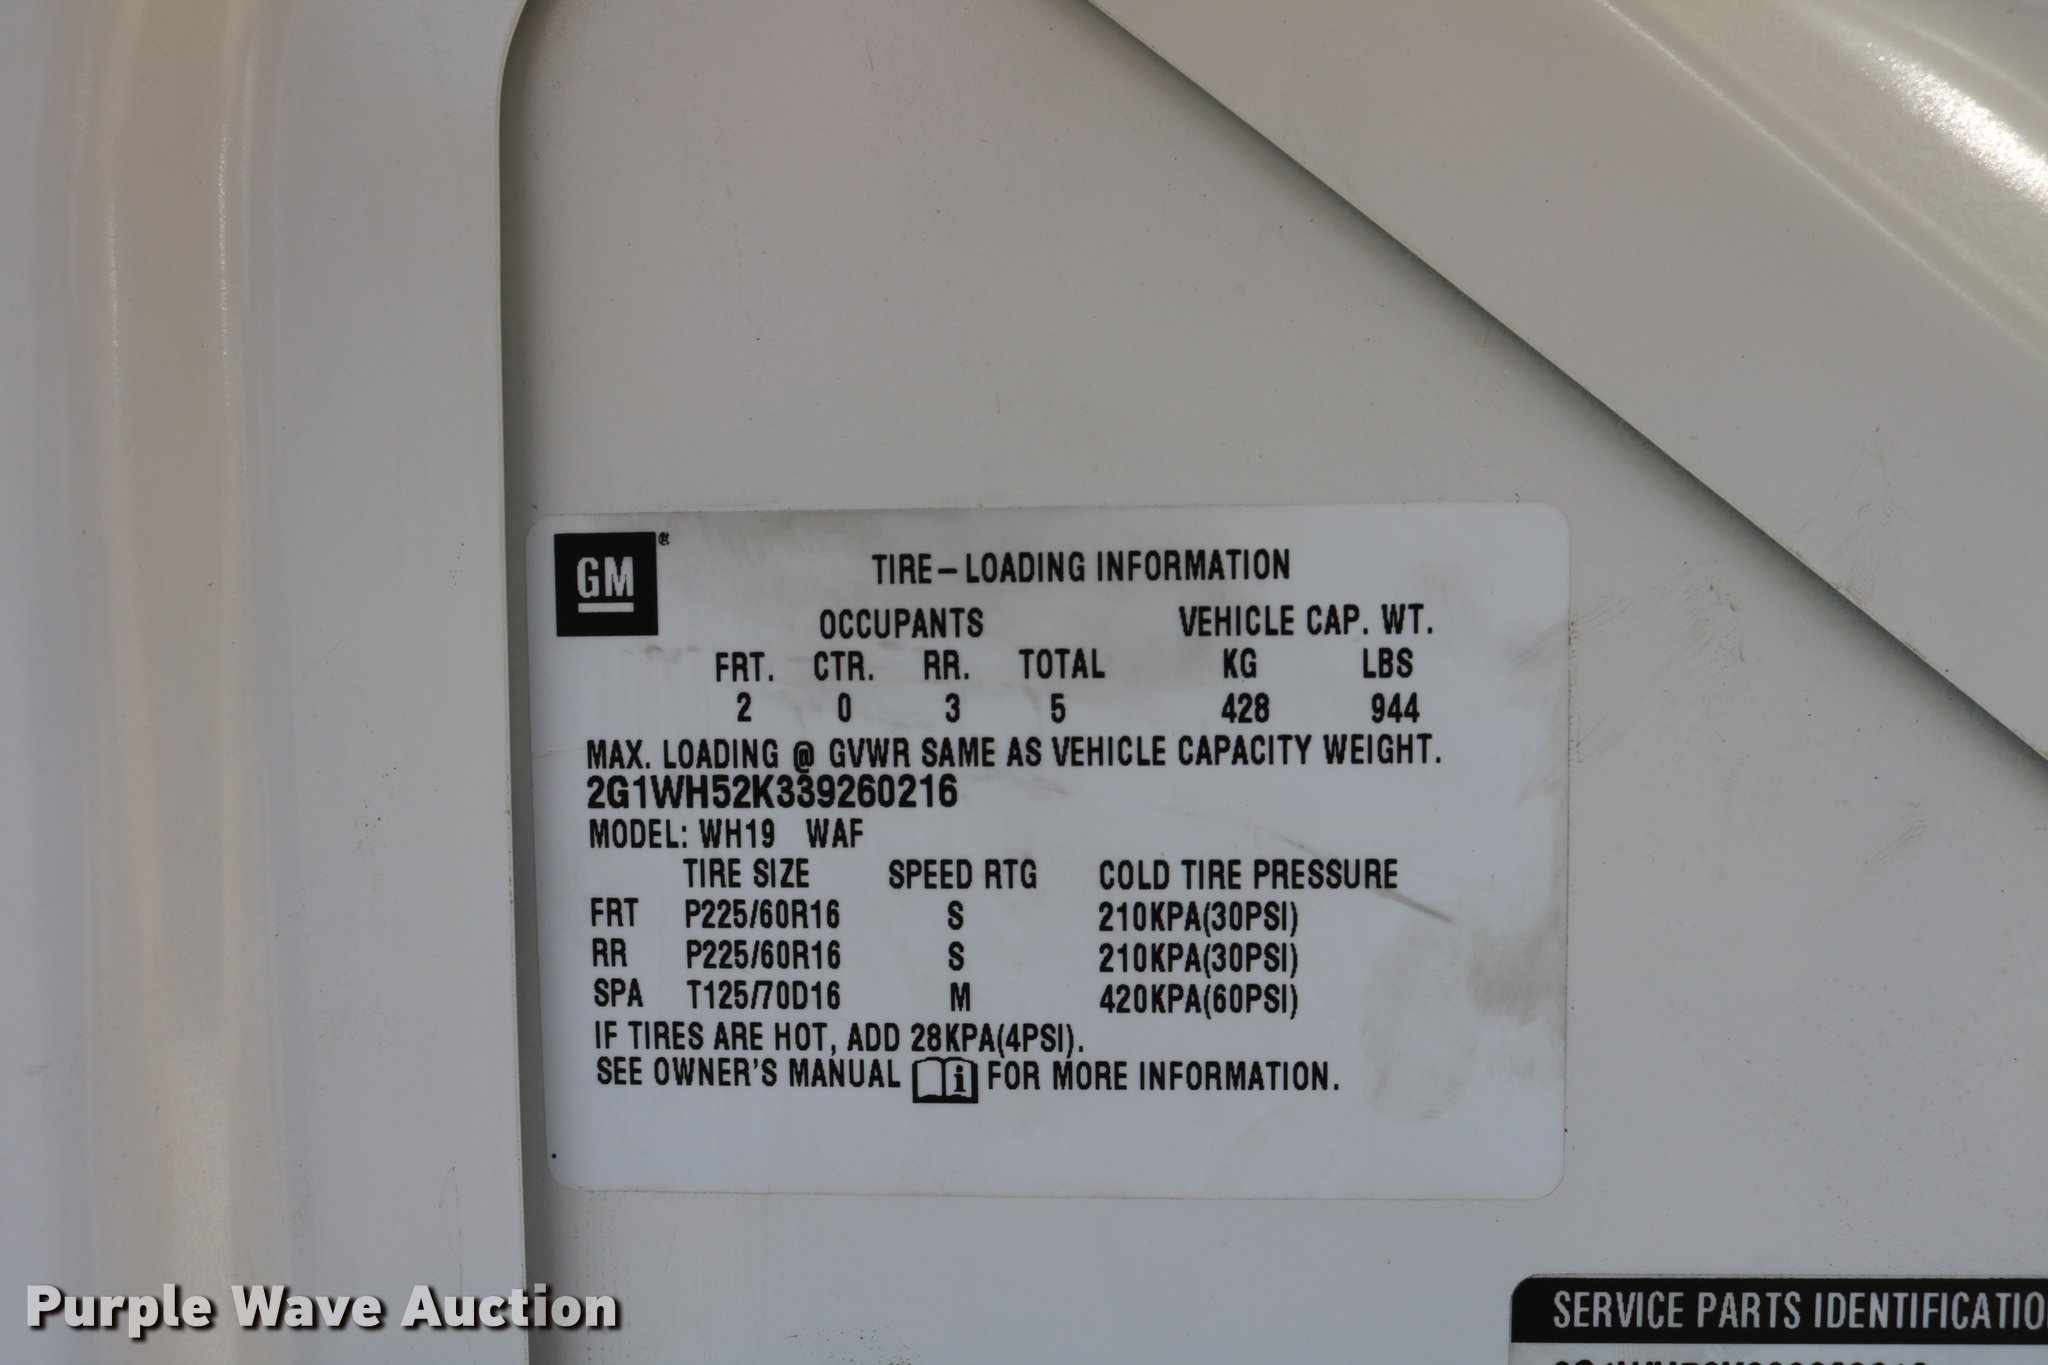 GM ®
TIRE–LOADING INFORMATION
OCCUPANTS VEHICLE CAP. WT.
FRT. CTR. RR. TOTAL KG LBS
2 0 3 5 428 944
MAX. LOADING @ GVWR SAME AS VEHICLE CAPACITY WEIGHT.
2G1WH52K339260216
MODEL: WH19 WAF
TIRE SIZE SPEED RTG COLD TIRE PRESSURE
FRT P225/60R16 S 210KPA(30PSI)
RR P225/60R16 S 210KPA(30PSI)
SPA T125/70D16 M 420KPA(60PSI)
IF TIRES ARE HOT, ADD 28KPA(4PSI).
SEE OWNER'S MANUAL i FOR MORE INFORMATION.
SERVICE PARTS IDENTIFICATIO
Purple Wave Auction